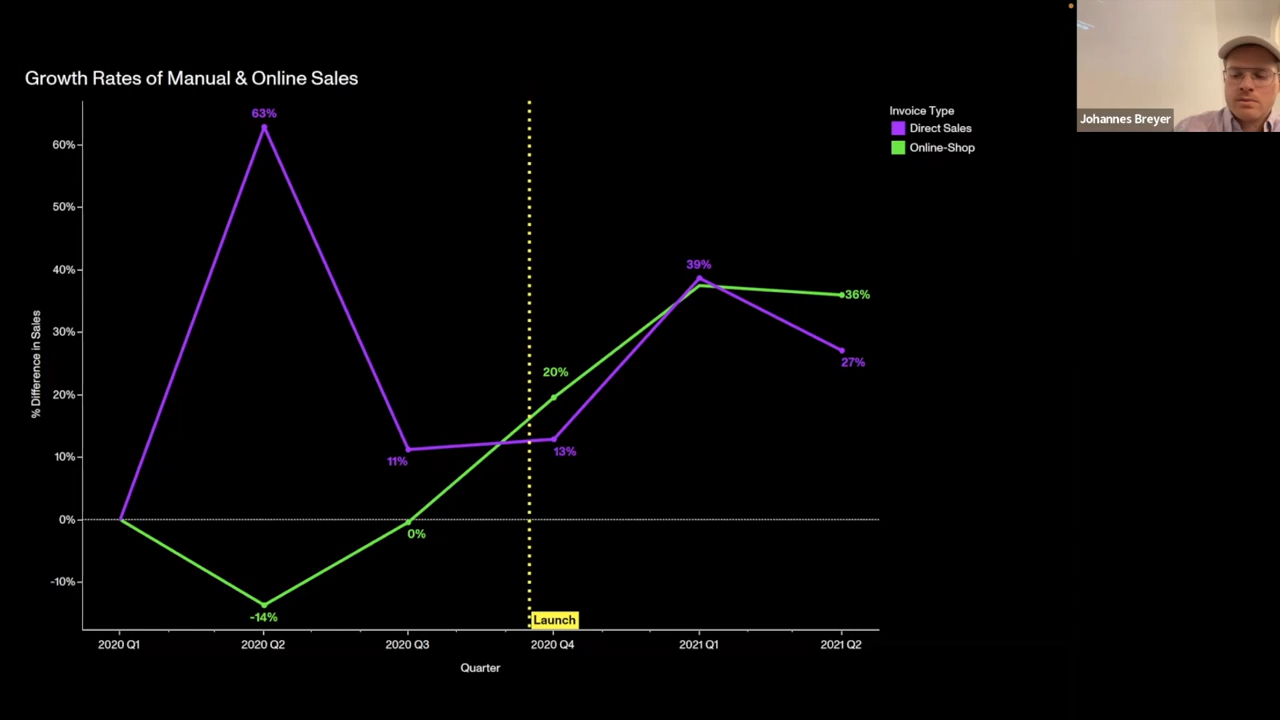 Growth Rates of Manual & Online Sales
Johannes Breyer
Invoice Type
Direct Sales
Online-Shop
% Difference in Sales
60%
50%
40%
30%
20%
10%
0%
-10%
63%
11%
13%
39%
27%
-14%
0%
20%
36%
Launch
2020 Q1
2020 Q2
2020 Q3
2020 Q4
2021 Q1
2021 Q2
Quarter